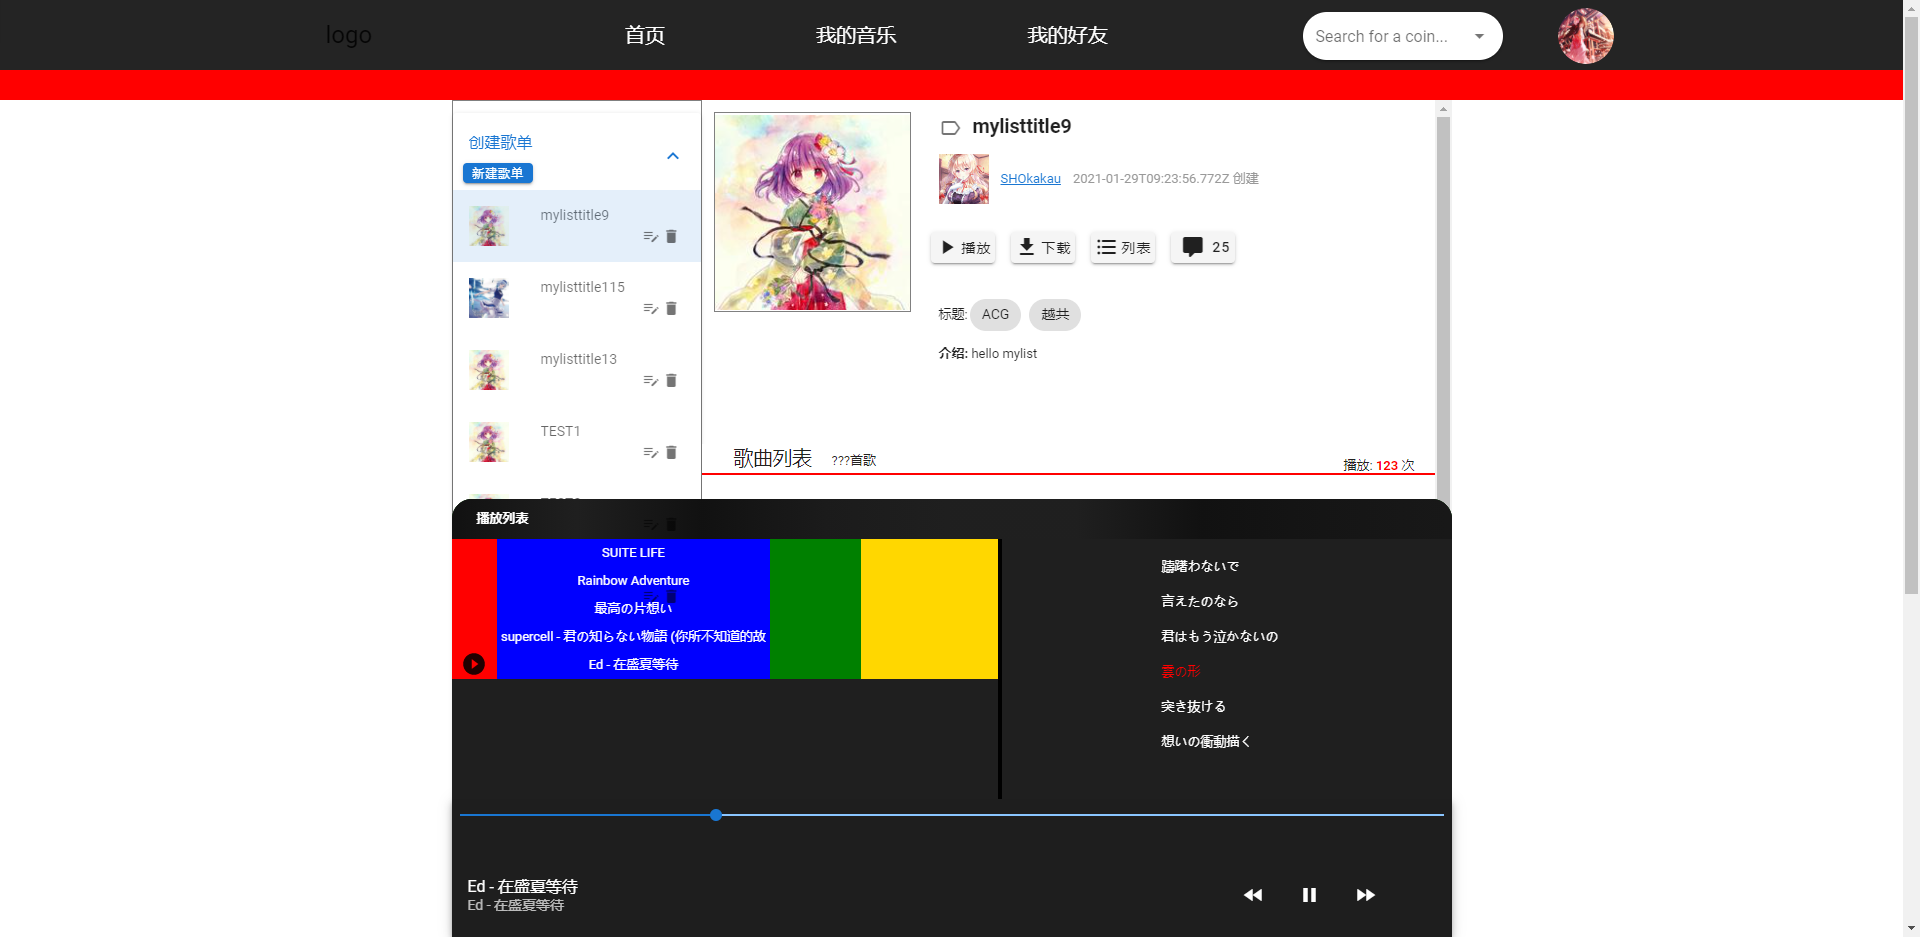 logo
首页
我的音乐
我的好友
Search for a coin...
创建歌单
新建歌单
mylisttitle9
mylisttitle115
mylisttitle13
TEST1
mylisttitle9
SHOkakau 2021-01-29T09:23:56.772Z 创建
播放
下载
列表
25
标题: ACG 越共
介绍: hello mylist
歌曲列表 ???首歌
播放: 123 次
播放列表
SUITE LIFE
Rainbow Adventure
最高の片想い
supercell - 君の知らない物語 (你所不知道的故
Ed - 在盛夏等待
躊躇わないで
言えたのなら
君はもう泣かないの
雲の形
突き抜ける
想いの衝動描く
Ed - 在盛夏等待
Ed - 在盛夏等待